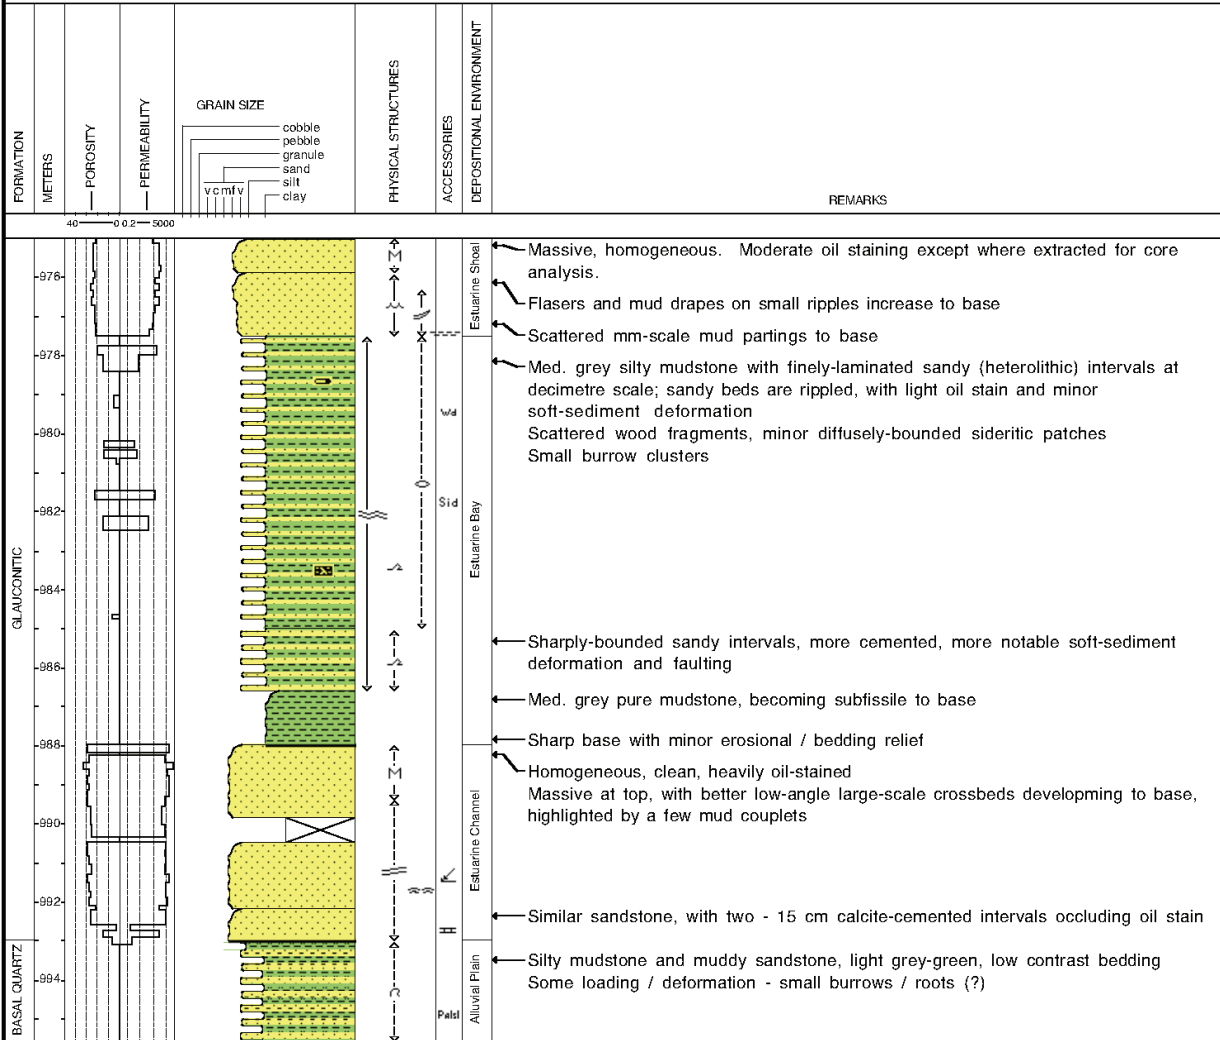 FORMATION
METERS
POROSITY
PERMEABILITY
GRAIN SIZE
cobble
pebble
granule
sand
v c m f v
silt
clay
PHYSICAL STRUCTURES
ACCESSORIES
DEPOSITIONAL ENVIRONMENT
REMARKS
40 0 0.2 5000
GLAUCONITIC
BASAL QUARTZ
976
978
980
982
984
986
988
990
992
994
M
M
Wd
Sid
Palsl
Estuarine Shoal
Estuarine Bay
Estuarine Channel
Alluvial Plain
Massive, homogeneous. Moderate oil staining except where extracted for core
analysis.
Flasers and mud drapes on small ripples increase to base
Scattered mm-scale mud partings to base
Med. grey silty mudstone with finely-laminated sandy (heterolithic) intervals at
decimetre scale; sandy beds are rippled, with light oil stain and minor
soft-sediment deformation
Scattered wood fragments, minor diffusely-bounded sideritic patches
Small burrow clusters
Sharply-bounded sandy intervals, more cemented, more notable soft-sediment
deformation and faulting
Med. grey pure mudstone, becoming subfissile to base
Sharp base with minor erosional / bedding relief
Homogeneous, clean, heavily oil-stained
Massive at top, with better low-angle large-scale crossbeds developming to base,
highlighted by a few mud couplets
Similar sandstone, with two - 15 cm calcite-cemented intervals occluding oil stain
Silty mudstone and muddy sandstone, light grey-green, low contrast bedding
Some loading / deformation - small burrows / roots (?)